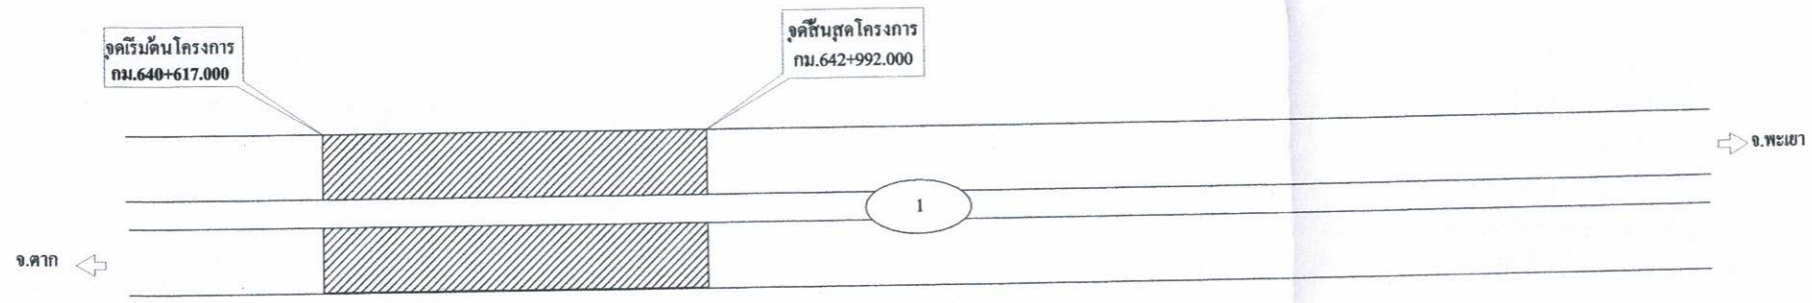 จุดเริ่มต้นโครงการ
กม.640+617.000
จุดสิ้นสุดโครงการ
กม.642+992.000
จ.พะเยา
1
จ.ตาก